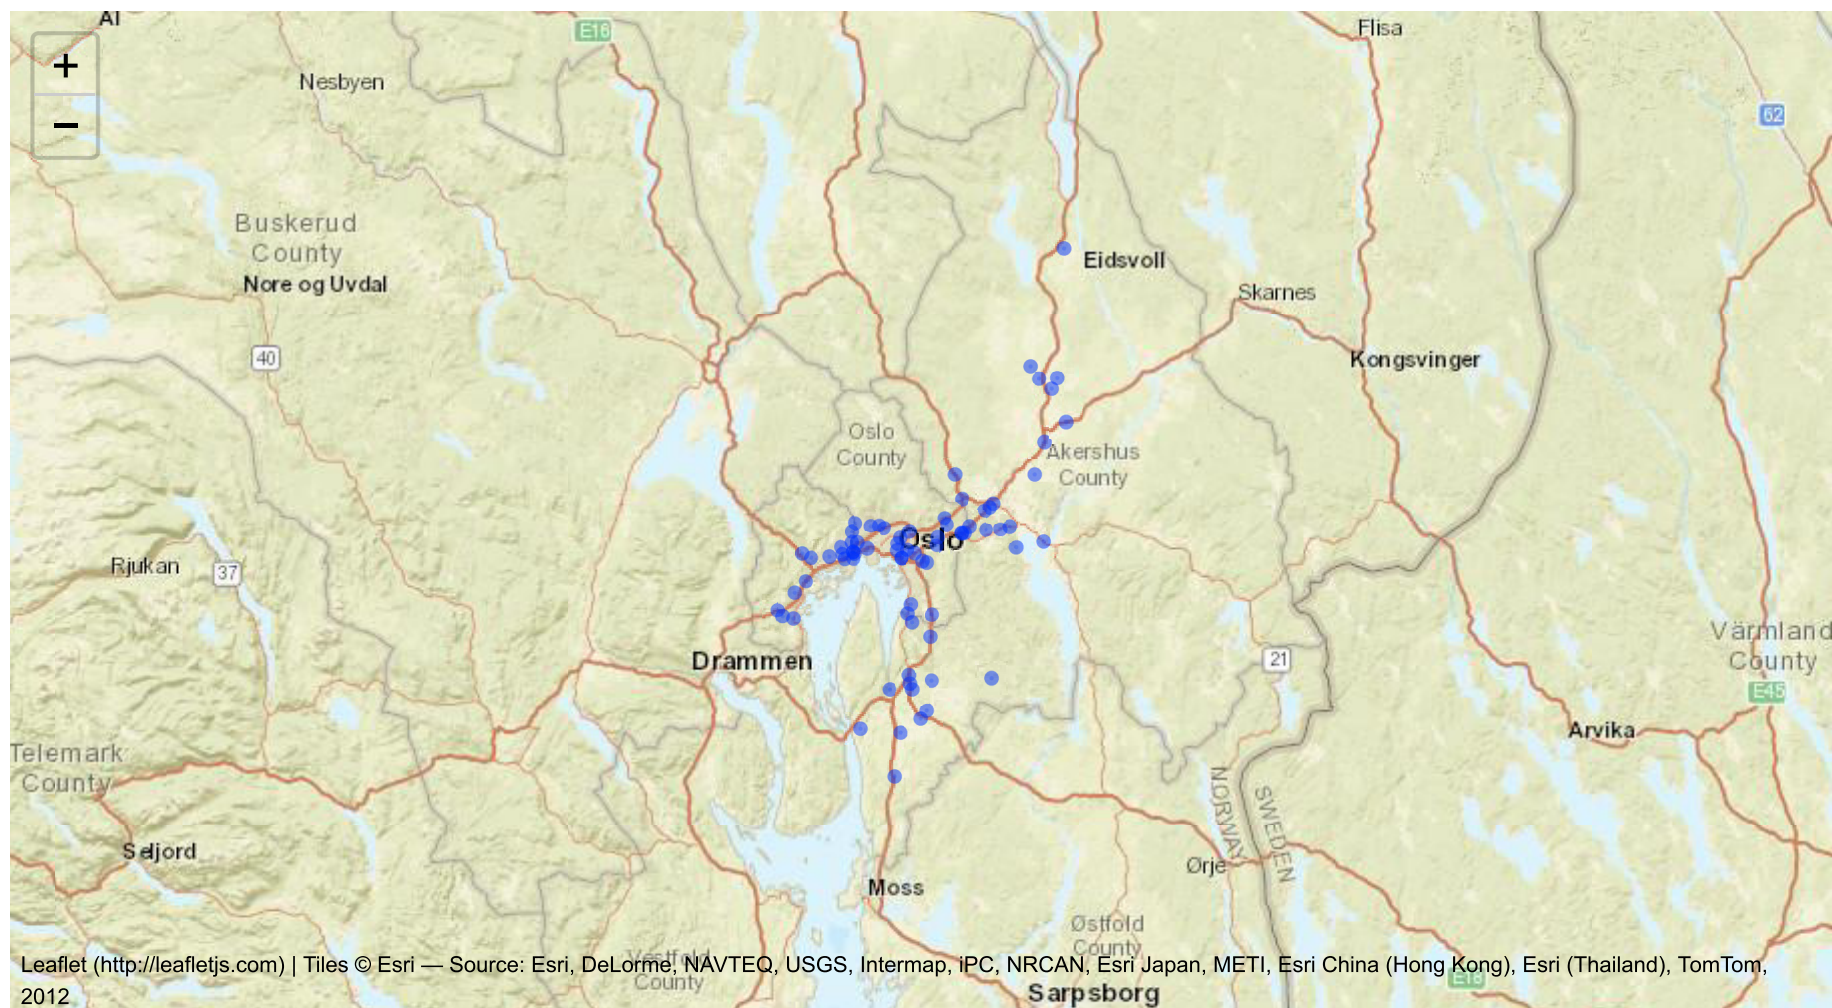 Al
E16
Flisa
+
Nesbyen
−
62
Buskerud
County
Nore og Uvdal
Eidsvoll
Skarnes
40
Kongsvinger
Oslo
County
Akershus
County
Oslo
Rjukan
37
Värmland
County
Drammen
21
E45
Arvika
Telemark
County
NORWAY
SWEDEN
Seljord
Ørje
Moss
Østfold
County
Vestfold
County
E18
Leaflet (http://leafletjs.com) | Tiles © Esri — Source: Esri, DeLorme, NAVTEQ, USGS, Intermap, iPC, NRCAN, Esri Japan, METI, Esri China (Hong Kong), Esri (Thailand), TomTom,
2012
Sarpsborg